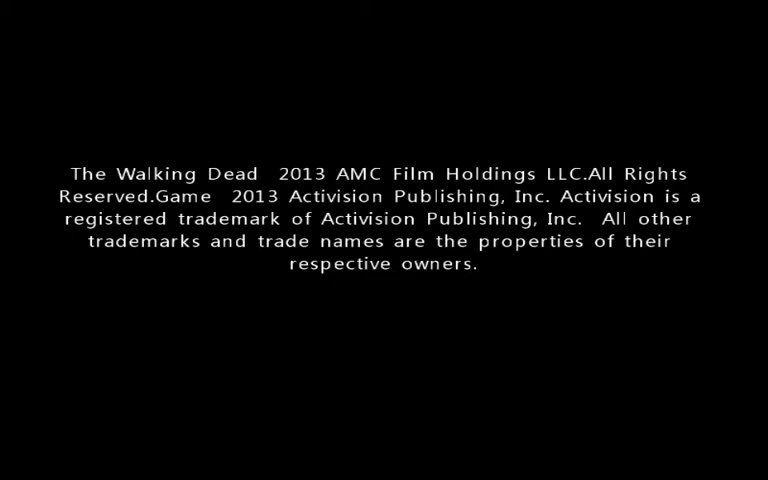 The Walking Dead  2013 AMC Film Holdings LLC.All Rights
Reserved.Game  2013 Activision Publishing, Inc. Activision is a
registered trademark of Activision Publishing, Inc.  All other
trademarks and trade names are the properties of their
respective owners.